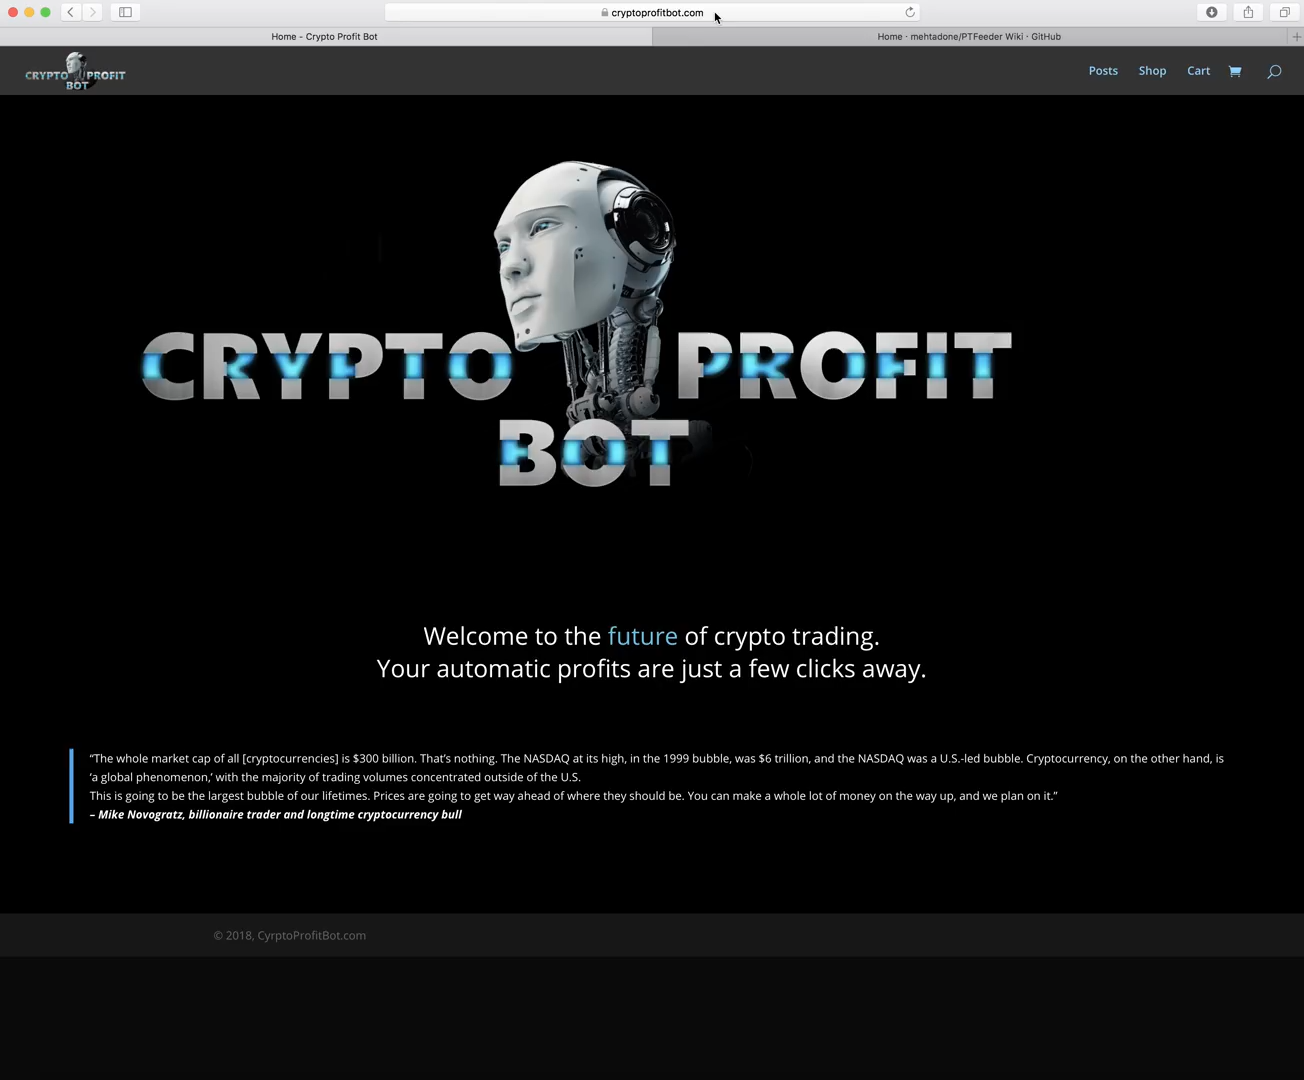 cryptoprofitbot.com
Home - Crypto Profit Bot
Home · mehtadone/PTFeeder Wiki · GitHub
CRYPTO PROFIT
BOT
Posts
Shop
Cart
CRYPTO PROFIT
BOT
Welcome to the future of crypto trading.
Your automatic profits are just a few clicks away.
“The whole market cap of all [cryptocurrencies] is $300 billion. That’s nothing. The NASDAQ at its high, in the 1999 bubble, was $6 trillion, and the NASDAQ was a U.S.-led bubble. Cryptocurrency, on the other hand, is
‘a global phenomenon,’ with the majority of trading volumes concentrated outside of the U.S.
This is going to be the largest bubble of our lifetimes. Prices are going to get way ahead of where they should be. You can make a whole lot of money on the way up, and we plan on it.”
– Mike Novogratz, billionaire trader and longtime cryptocurrency bull
© 2018, CyrptoProfitBot.com